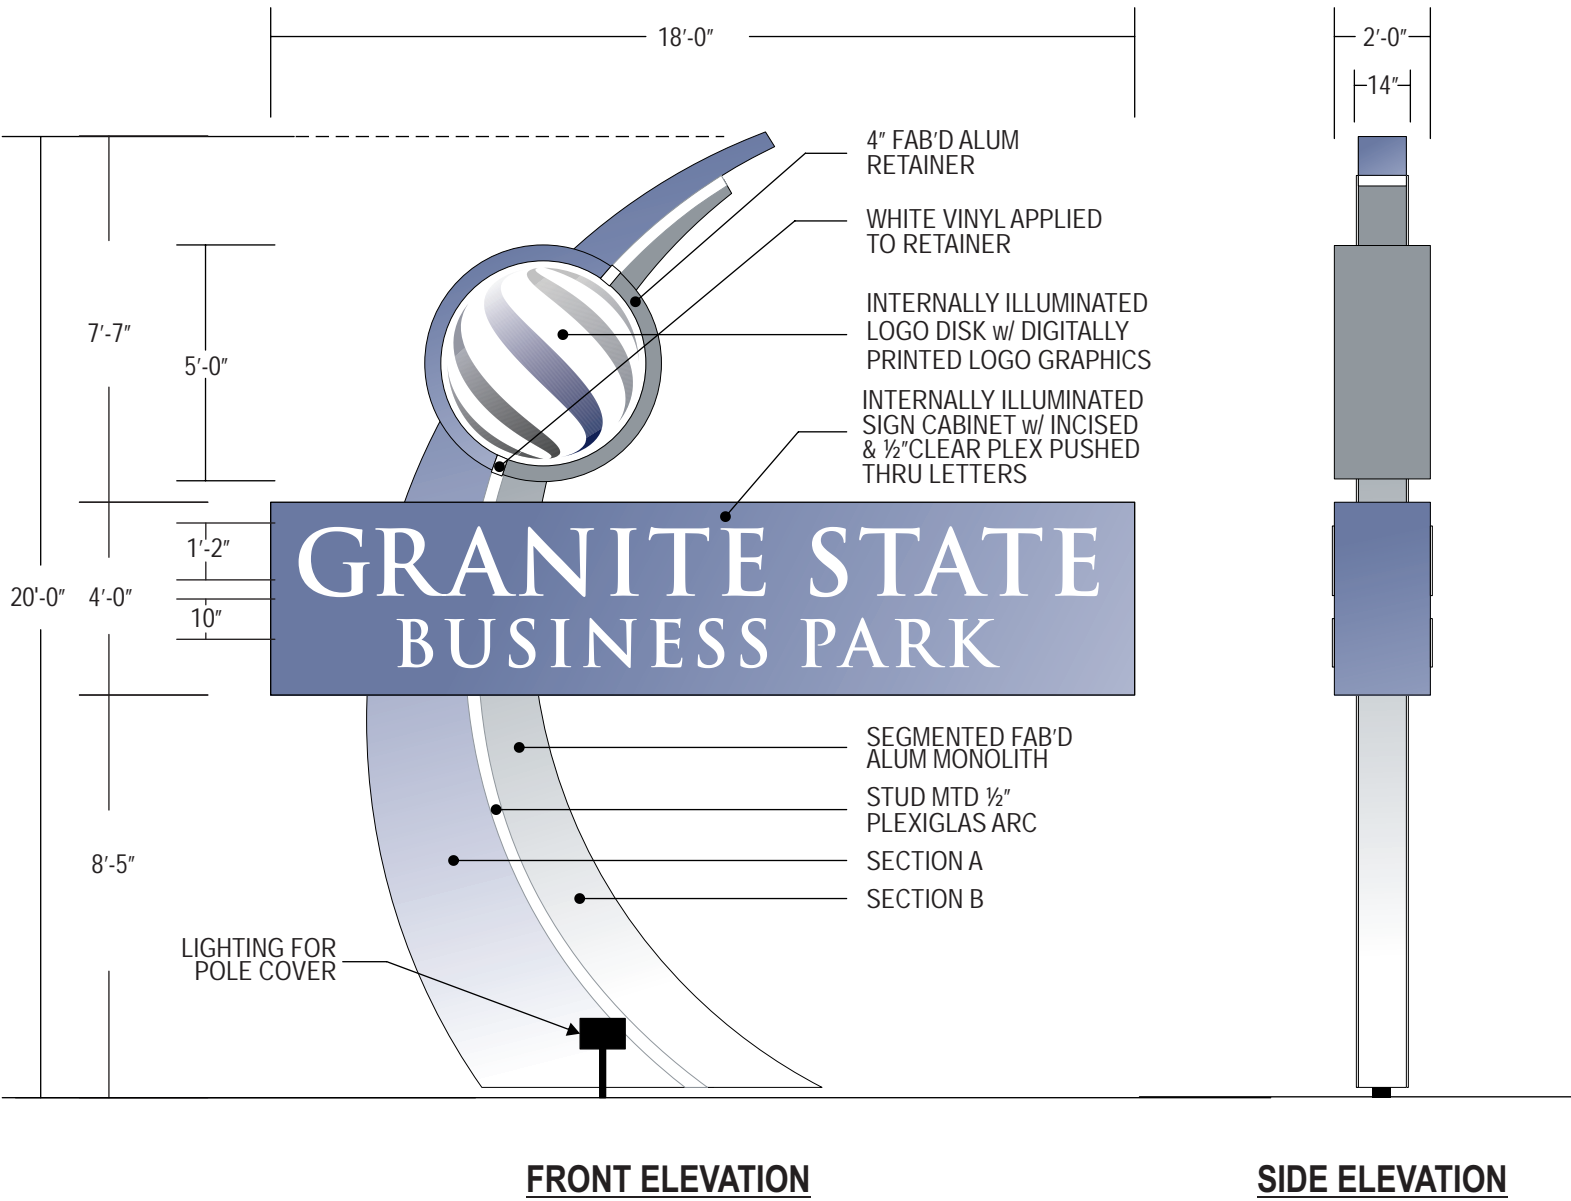 18'-0"
2'-0"
14"
4" FAB'D ALUM
RETAINER
WHITE VINYL APPLIED
TO RETAINER
INTERNALLY ILLUMINATED
LOGO DISK w/ DIGITALLY
PRINTED LOGO GRAPHICS
INTERNALLY ILLUMINATED
SIGN CABINET w/ INCISED
& ½"CLEAR PLEX PUSHED
THRU LETTERS
7'-7"
5'-0"
1'-2"
20'-0"
4'-0"
10"
GRANITE STATE
BUSINESS PARK
SEGMENTED FAB'D
ALUM MONOLITH
STUD MTD ½"
PLEXIGLAS ARC
SECTION A
SECTION B
8'-5"
LIGHTING FOR
POLE COVER
FRONT ELEVATION
SIDE ELEVATION